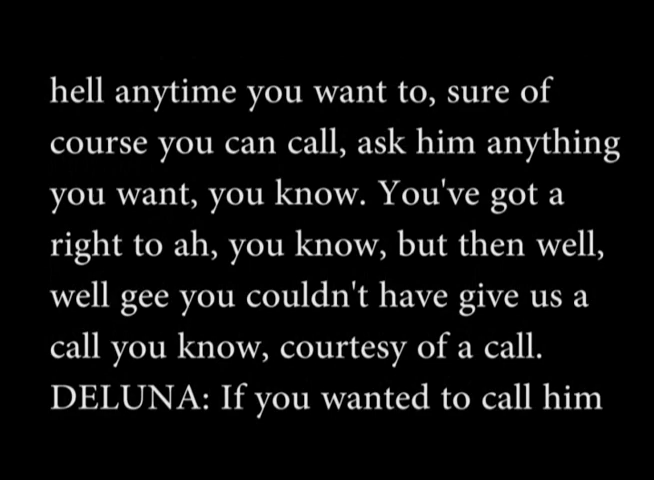 hell anytime you want to, sure of
course you can call, ask him anything
you want, you know. You've got a
right to ah, you know, but then well,
well gee you couldn't have give us a
call you know, courtesy of a call.
DELUNA: If you wanted to call him